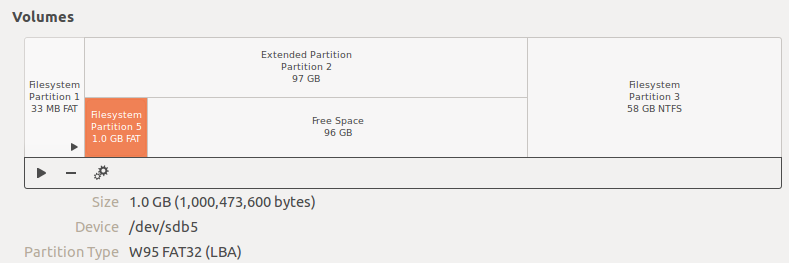 Volumes
Filesystem
Partition 1
33 MB FAT
Extended Partition
Partition 2
97 GB
Filesystem
Partition 5
1.0 GB FAT
Free Space
96 GB
Filesystem
Partition 3
58 GB NTFS
Size 1.0 GB (1,000,473,600 bytes)
Device /dev/sdb5
Partition Type W95 FAT32 (LBA)